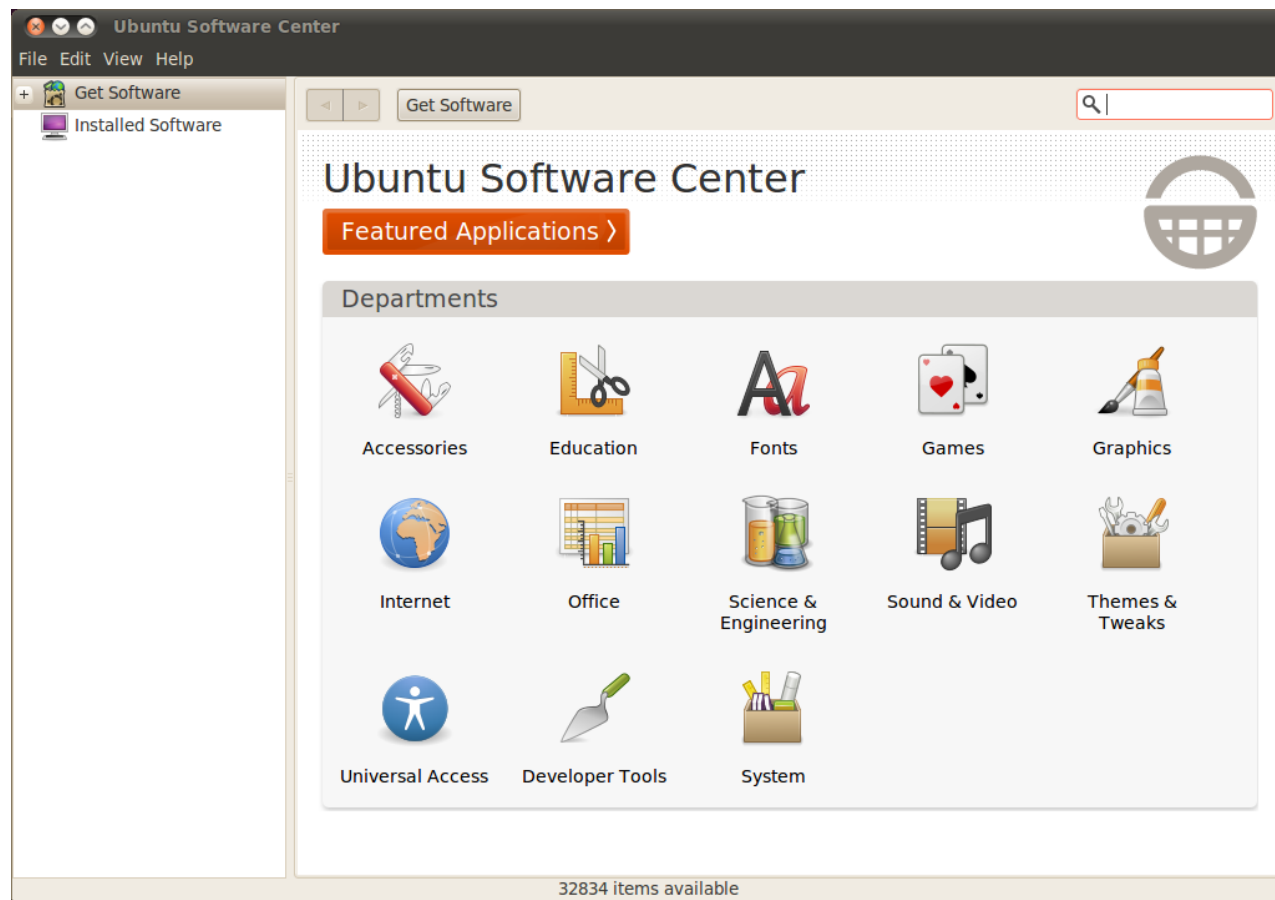 Ubuntu Software Center
File Edit View Help
Get Software
Installed Software
Get Software
Ubuntu Software Center
Featured Applications 〉
Departments
Accessories
Education
Fonts
Games
Graphics
Internet
Office
Science &
Engineering
Sound & Video
Themes &
Tweaks
Universal Access
Developer Tools
System
32834 items available